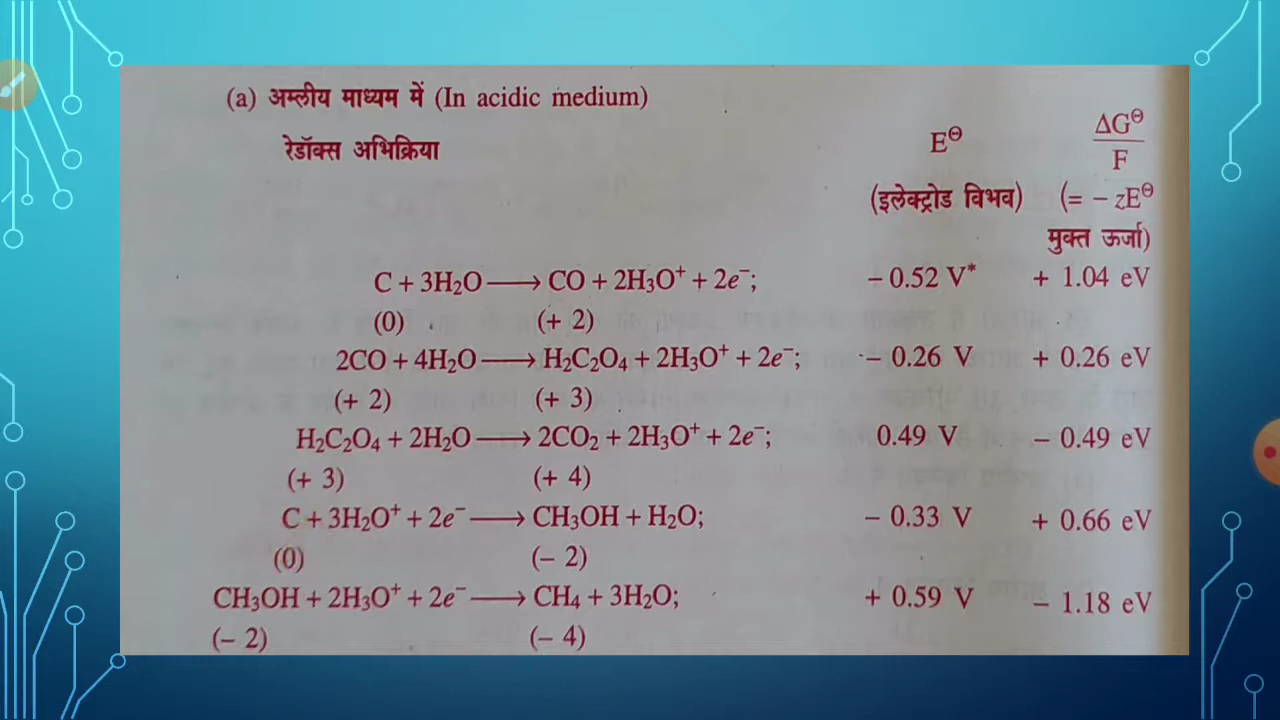 (a) अम्लीय माध्यम में (In acidic medium)
रेडॉक्स अभिक्रिया E⊖ ΔG⊖/F
(इलेक्ट्रोड विभव) (= − zE⊖
मुक्त ऊर्जा)
C + 3H₂O ⟶ CO + 2H₃O⁺ + 2e⁻; − 0.52 V* + 1.04 eV
(0) (+ 2)
2CO + 4H₂O ⟶ H₂C₂O₄ + 2H₃O⁺ + 2e⁻; − 0.26 V + 0.26 eV
(+ 2) (+ 3)
H₂C₂O₄ + 2H₂O ⟶ 2CO₂ + 2H₃O⁺ + 2e⁻; 0.49 V − 0.49 eV
(+ 3) (+ 4)
C + 3H₃O⁺ + 2e⁻ ⟶ CH₃OH + H₂O; − 0.33 V + 0.66 eV
(0) (− 2)
CH₃OH + 2H₃O⁺ + 2e⁻ ⟶ CH₄ + 3H₂O; + 0.59 V − 1.18 eV
(− 2) (− 4)